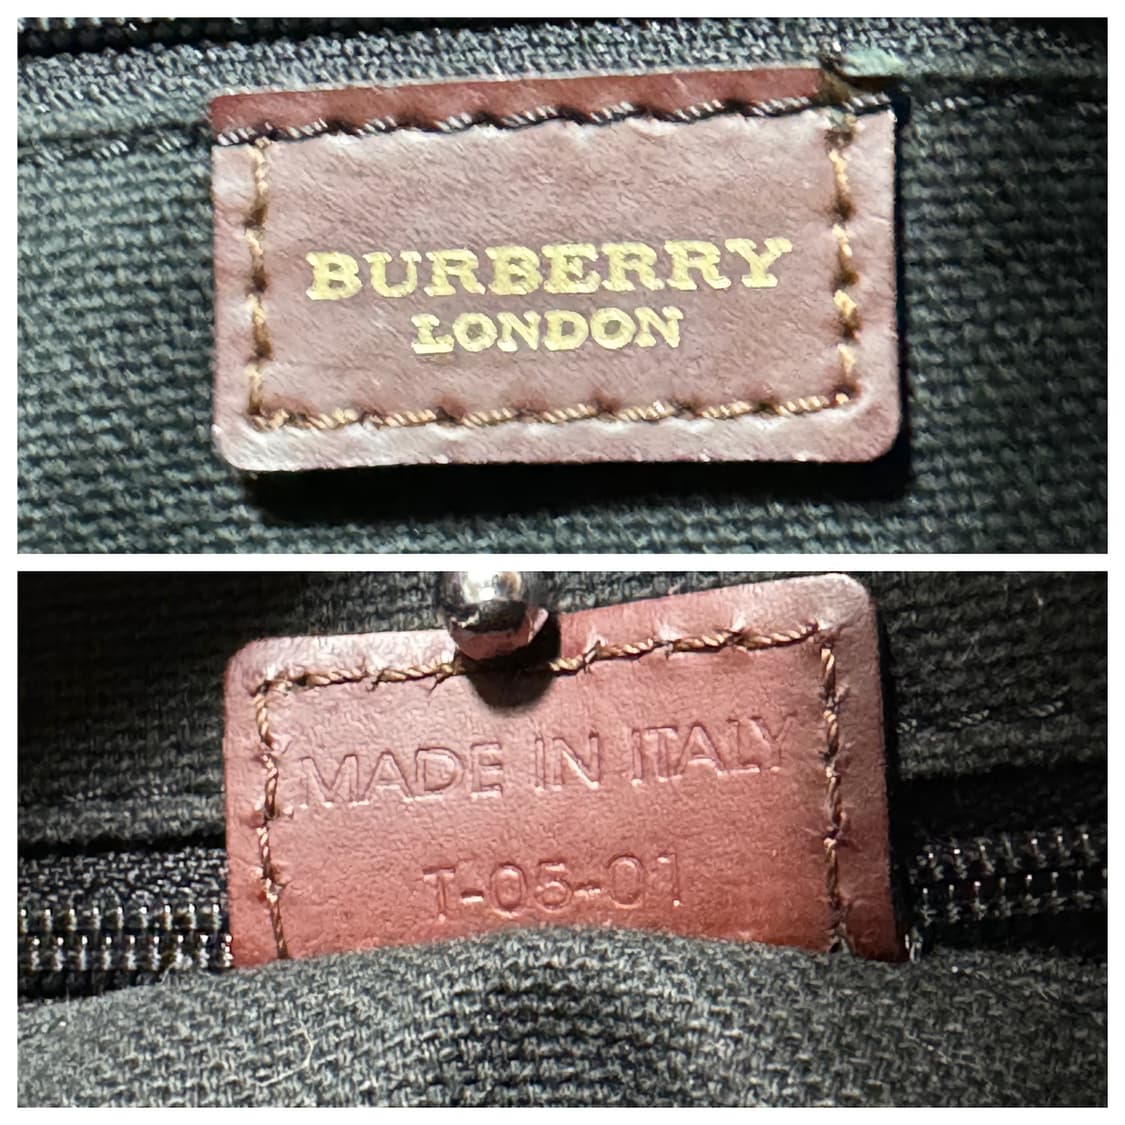 BURBERRY
LONDON
MADE IN ITALY
T-05-01